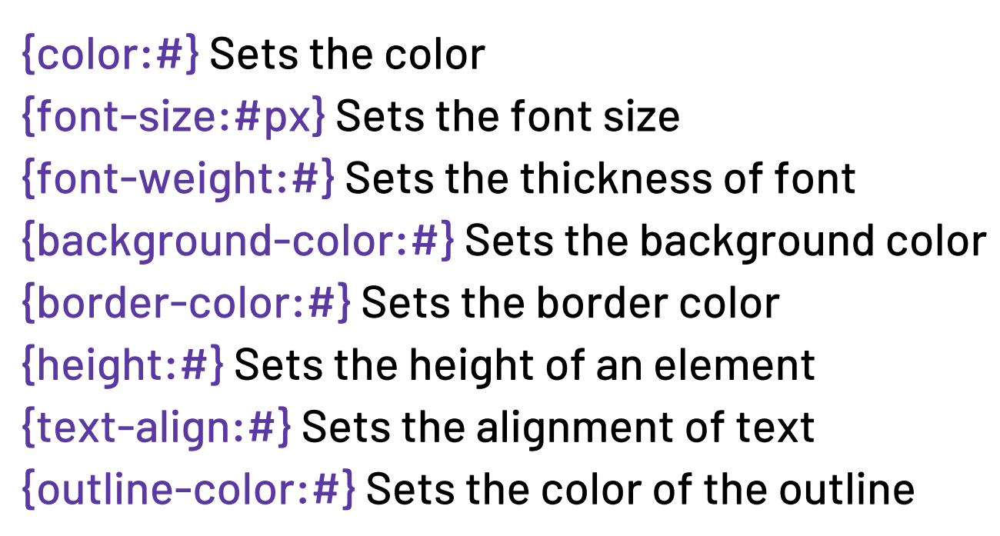 {color:#} Sets the color
{font-size:#px} Sets the font size
{font-weight:#} Sets the thickness of font
{background-color:#} Sets the background color
{border-color:#} Sets the border color
{height:#} Sets the height of an element
{text-align:#} Sets the alignment of text
{outline-color:#} Sets the color of the outline